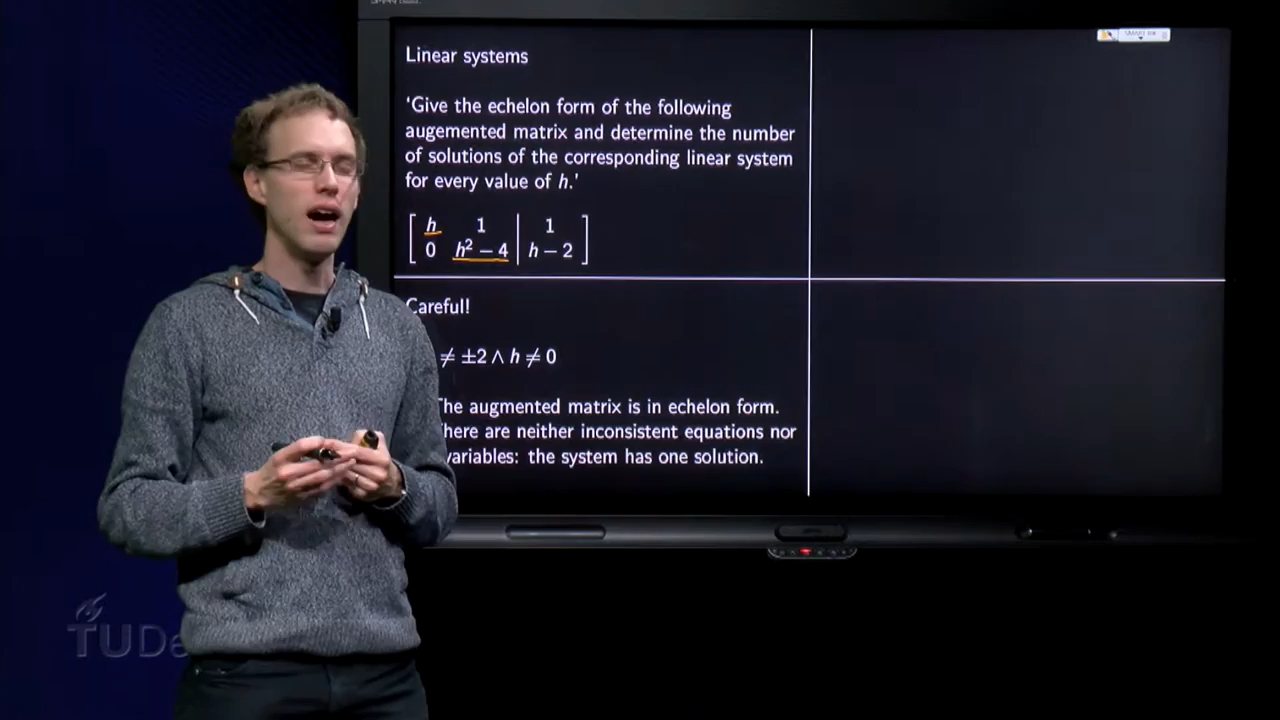 Linear systems
'Give the echelon form of the following
augemented matrix and determine the number
of solutions of the corresponding linear system
for every value of h.'
h 1 | 1
0 h² − 4 | h − 2
Careful!
≠ ±2 ∧ h ≠ 0
The augmented matrix is in echelon form.
There are neither inconsistent equations nor
variables: the system has one solution.
TUDe